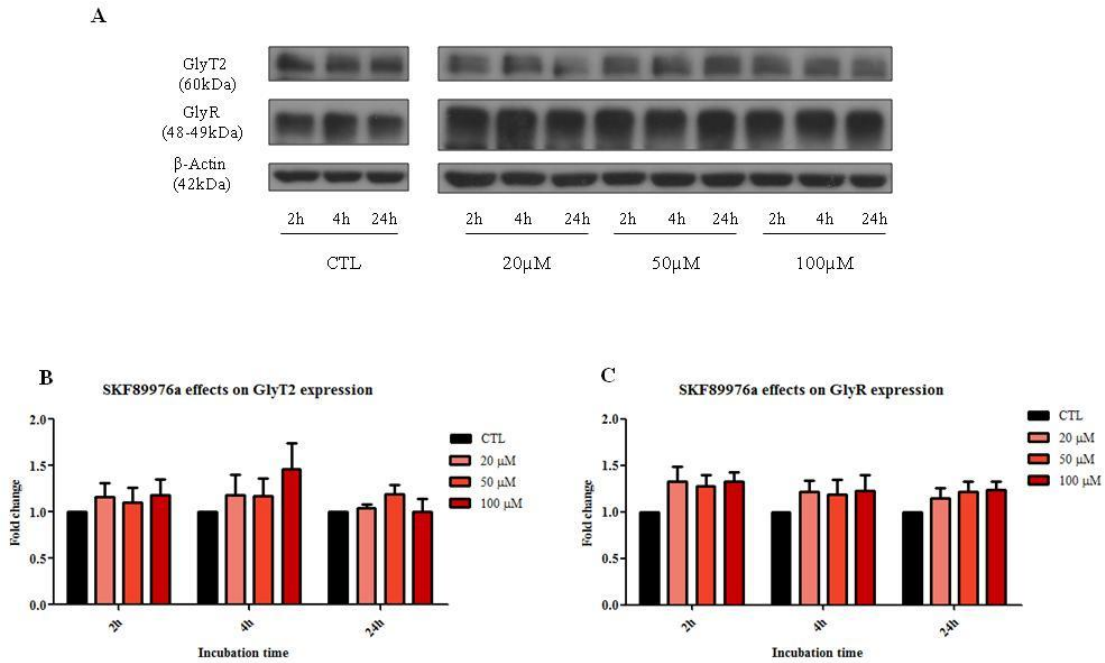 A
GlyT2
(60kDa)
GlyR
(48-49kDa)
β-Actin
(42kDa)
2h 4h 24h 2h 4h 24h 2h 4h 24h 2h 4h 24h
CTL 20µM 50µM 100µM
B
SKF89976a effects on GlyT2 expression
2.0
1.5
1.0
0.5
0.0
Fold change
2h 4h 24h
Incubation time
CTL
20 µM
50 µM
100 µM
C
SKF89976a effects on GlyR expression
2.0
1.5
1.0
0.5
0.0
Fold change
2h 4h 24h
Incubation time
CTL
20 µM
50 µM
100 µM